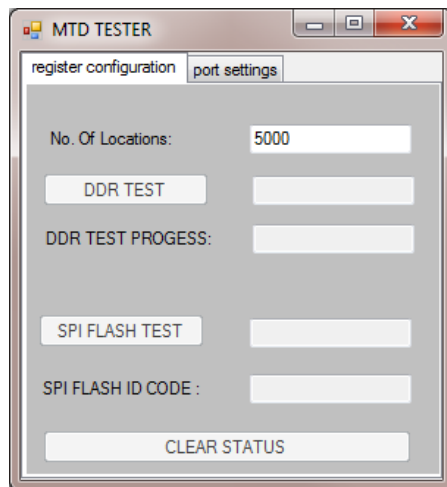 MTD TESTER
register configuration port settings
No. Of Locations: 5000
DDR TEST
DDR TEST PROGESS:
SPI FLASH TEST
SPI FLASH ID CODE :
CLEAR STATUS